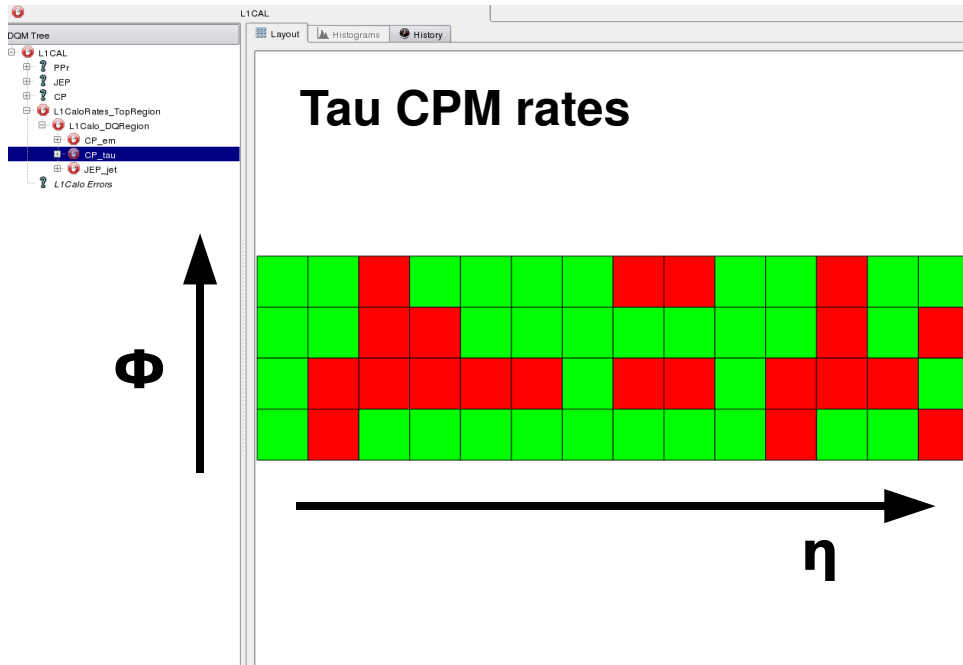 L1CAL
DQM Tree
Layout
Histograms
History
L1CAL
PPr
JEP
CP
L1CaloRates_TopRegion
L1Calo_DQRegion
CP_em
CP_tau
JEP_jet
L1Calo Errors
Tau CPM rates
Φ
η